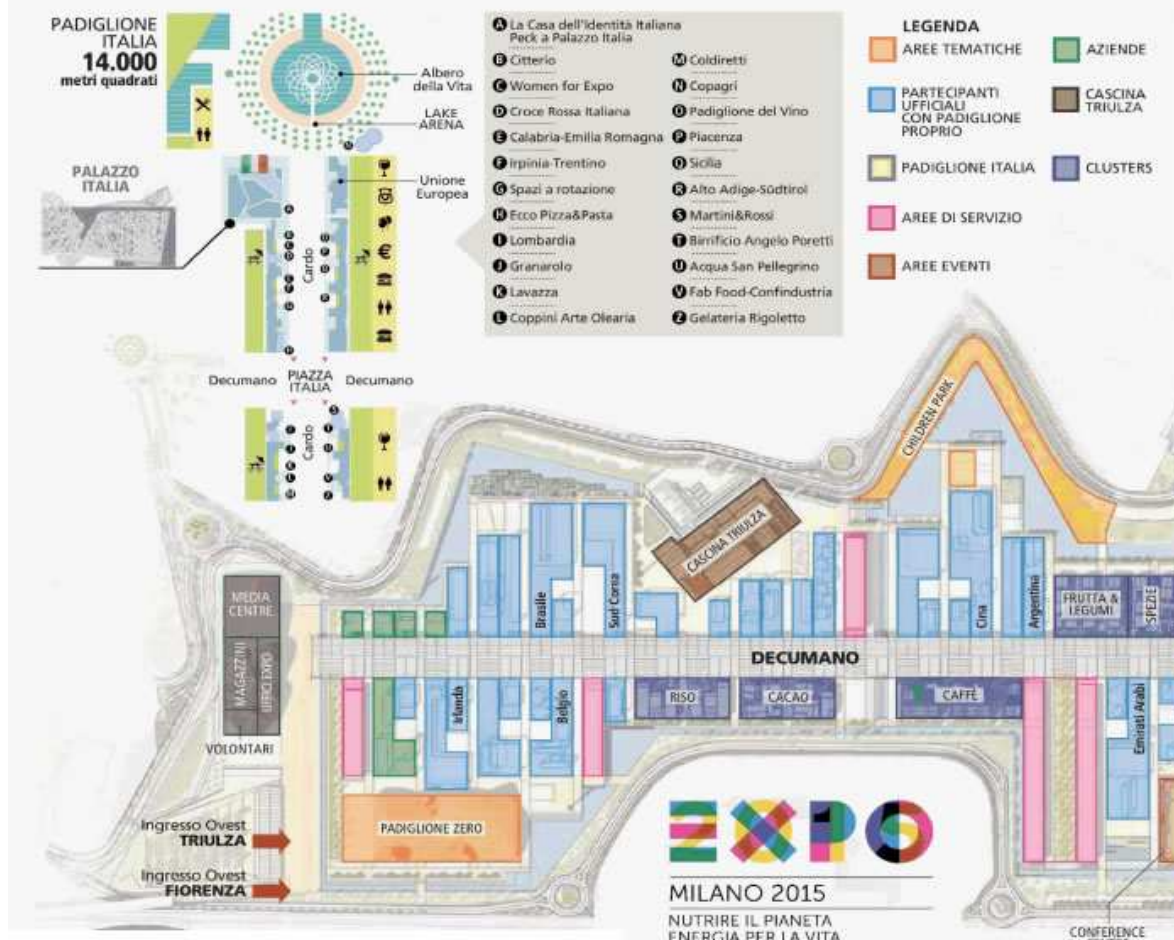 PADIGLIONE
ITALIA
14.000
metri quadrati
Albero
della Vita
LAKE
ARENA
PALAZZO
ITALIA
Unione
Europea
Cardo
Decumano
PIAZZA
ITALIA
Decumano
Cardo
A La Casa dell'Identità Italiana
Peck a Palazzo Italia
B Citterio
C Women for Expo
D Croce Rossa Italiana
E Calabria-Emilia Romagna
F Irpinia-Trentino
G Spazi a rotazione
H Ecco Pizza&Pasta
I Lombardia
J Granarolo
K Lavazza
L Coppini Arte Olearia
M Coldiretti
N Copagri
O Padiglione del Vino
P Piacenza
Q Sicilia
R Alto Adige-Südtirol
S Martini&Rossi
T Birrificio Angelo Poretti
U Acqua San Pellegrino
V Fab Food-Confindustria
Z Gelateria Rigoletto
LEGENDA
AREE TEMATICHE
PARTECIPANTI
UFFICIALI
CON PADIGLIONE
PROPRIO
PADIGLIONE ITALIA
AREE DI SERVIZIO
AREE EVENTI
AZIENDE
CASCINA
TRIULZA
CLUSTERS
CHILDREN PARK
CASCINA TRIULZA
MEDIA
CENTRE
MAGAZZINI
UFFICI EXPO
VOLONTARI
Brasile
Sud Corea
Cina
Argentina
FRUTTA &
LEGUMI
SPEZIE
DECUMANO
Irlanda
Belgio
RISO
CACAO
CAFFÈ
Emirati Arabi
PADIGLIONE ZERO
Ingresso Ovest
TRIULZA
Ingresso Ovest
FIORENZA
EXPO
MILANO 2015
NUTRIRE IL PIANETA
ENERGIA PER LA VITA
CONFERENCE